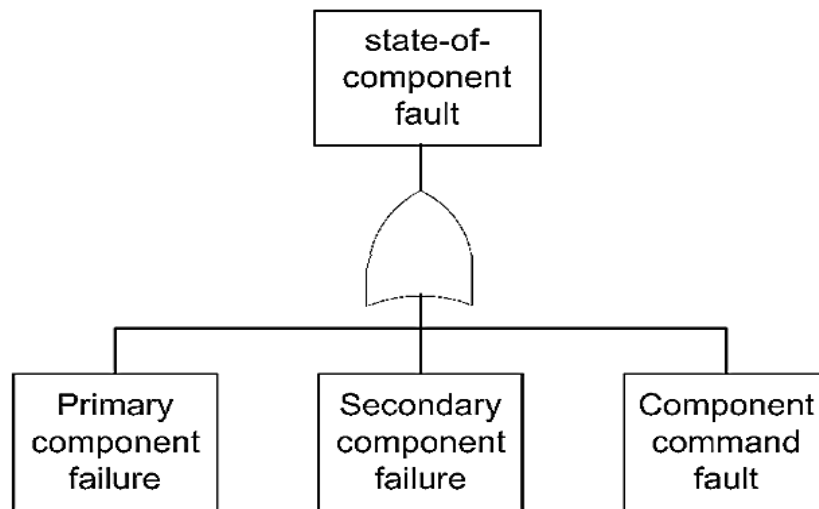 state-of-
component
fault
Primary
component
failure
Secondary
component
failure
Component
command
fault